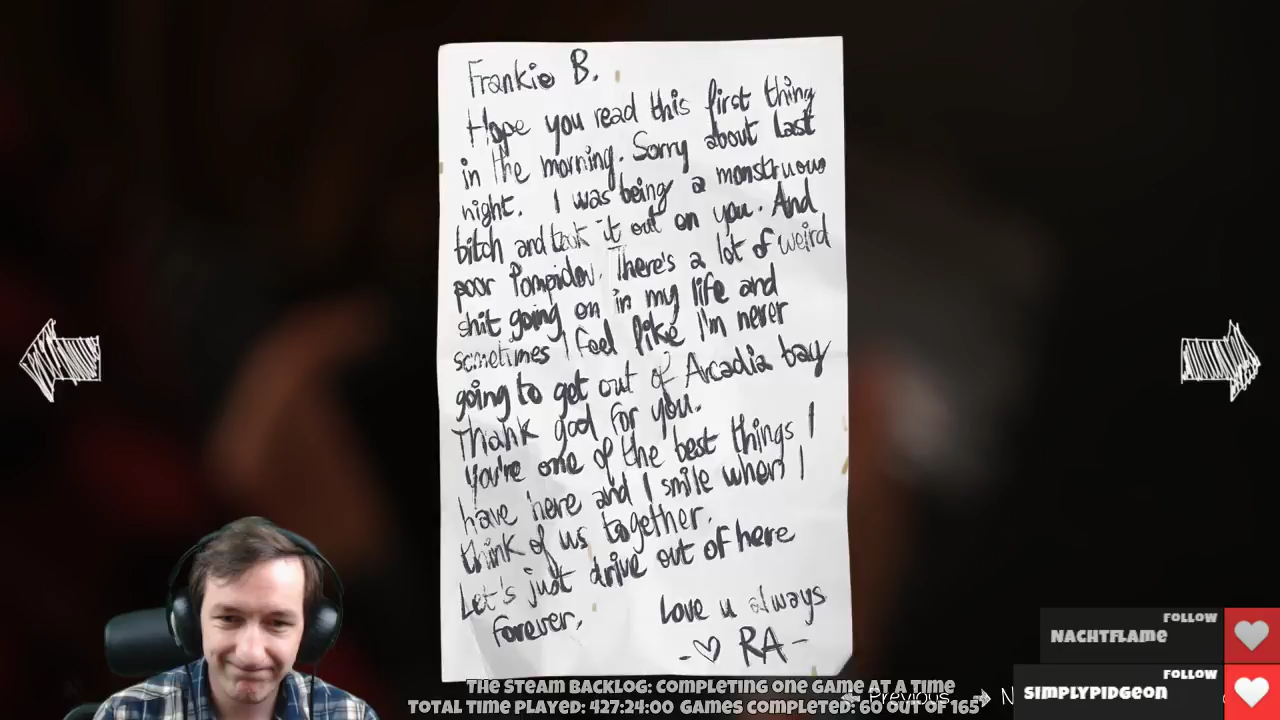 Frankie B.
Hope you read this first thing
in the morning. Sorry about last
night. I was being a monstruous
bitch and took it out on you. And
poor Pompidou. There's a lot of weird
shit going on in my life and
sometimes I feel like I'm never
going to get out of Arcadia bay
Thank god for you.
You're one of the best things I
have here and I smile when I
think of us together.
Let's just drive out of here
forever.
Love u always
- ♡ RA -
FOLLOW
NACHTFLAME
FOLLOW
SIMPLYPIDGEON
← Previous → N
THE STEAM BACKLOG: COMPLETING ONE GAME AT A TIME
TOTAL TIME PLAYED: 427:24:00 GAMES COMPLETED: 60 OUT OF 165